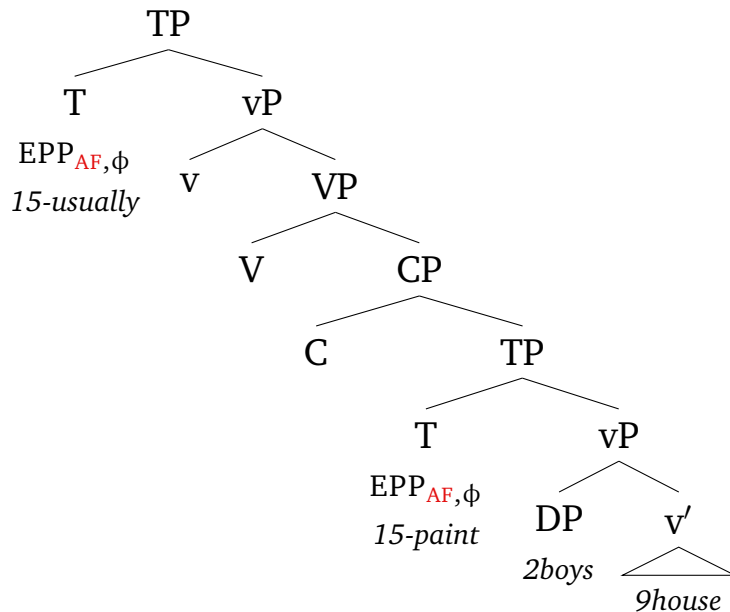 TP
T vP
EPP_AF,ϕ
15-usually
v VP
V CP
C TP
T vP
EPP_AF,ϕ
15-paint
DP v′
2boys
9house